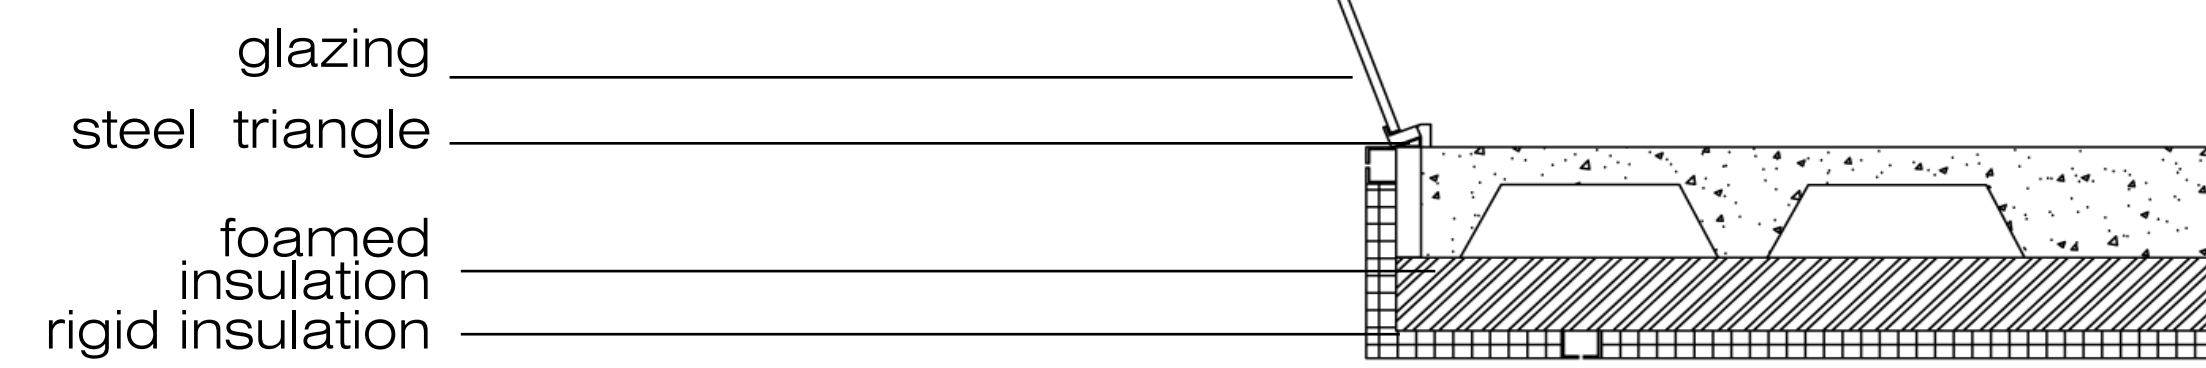 glazing
steel triangle
foamed
insulation
rigid insulation